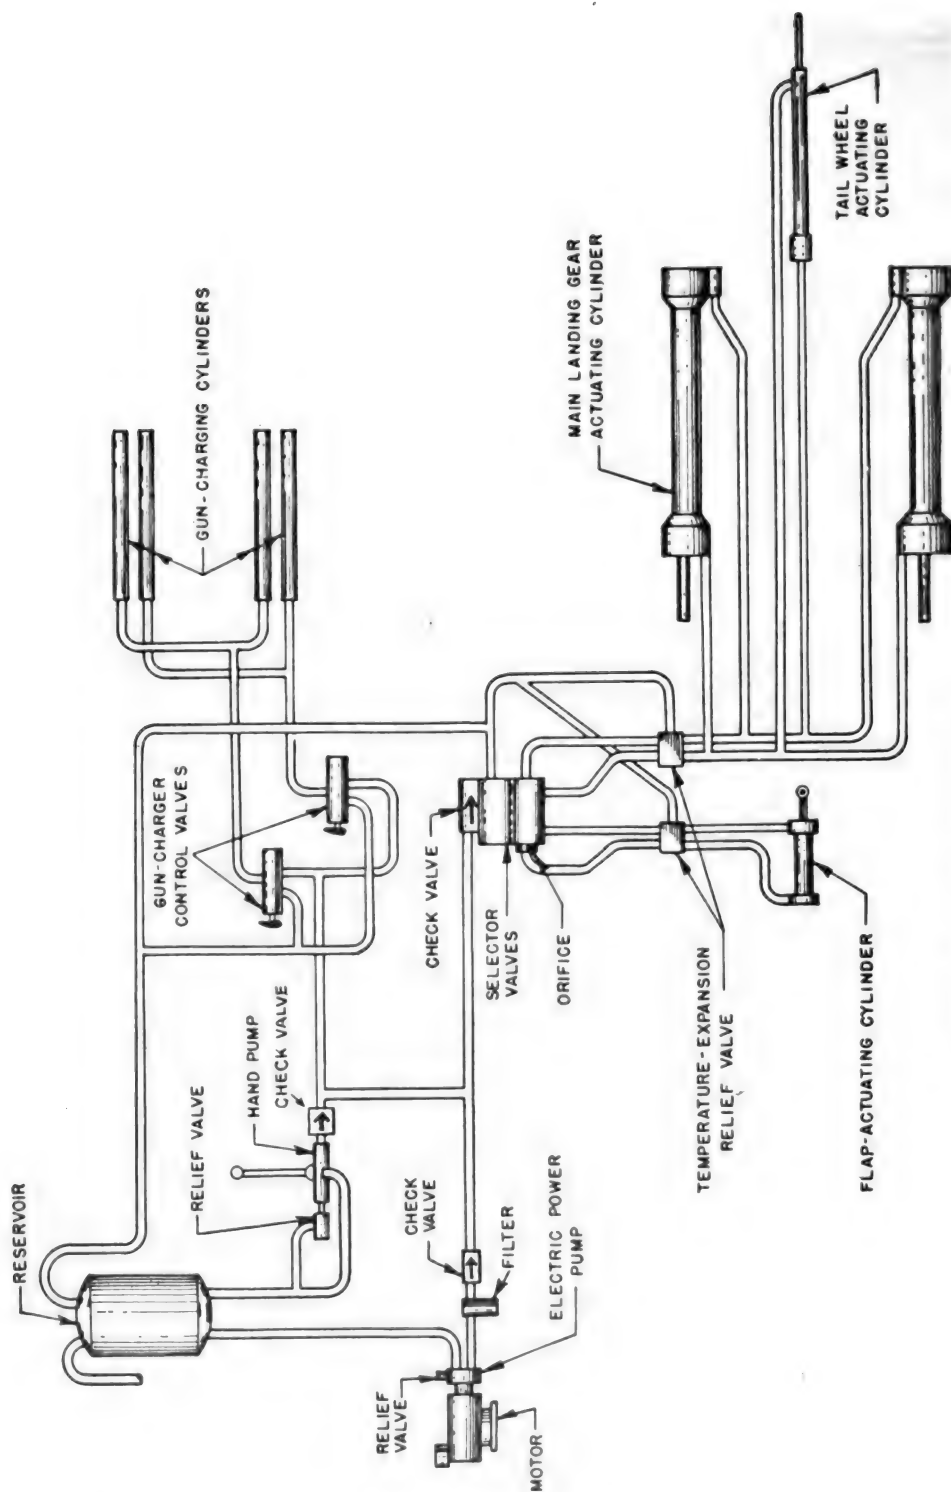 RESERVOIR
RELIEF VALVE
HAND PUMP
CHECK VALVE
GUN-CHARGER
CONTROL VALVES
GUN-CHARGING CYLINDERS
RELIEF
VALVE
MOTOR
CHECK
VALVE
FILTER
ELECTRIC POWER
PUMP
CHECK VALVE
SELECTOR
VALVES
ORIFICE
TEMPERATURE-EXPANSION
RELIEF VALVE
FLAP-ACTUATING CYLINDER
MAIN LANDING GEAR
ACTUATING CYLINDER
TAIL WHEEL
ACTUATING
CYLINDER